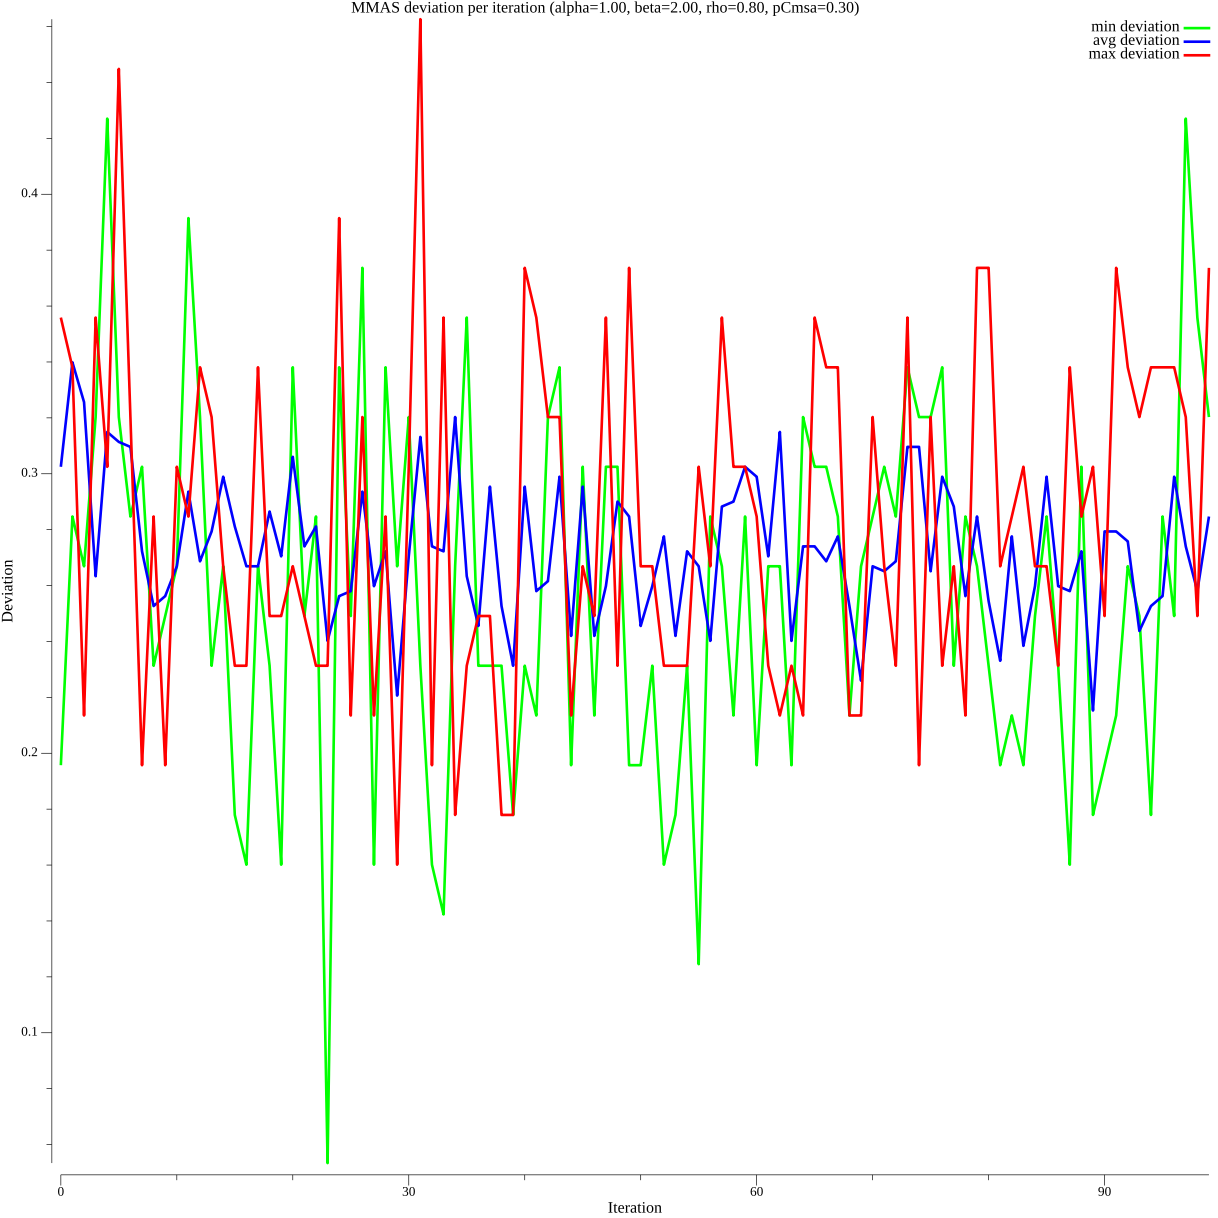 MMAS deviation per iteration (alpha=1.00, beta=2.00, rho=0.80, pCmsa=0.30)
min deviation
avg deviation
max deviation
0.4
0.3
0.2
0.1
Deviation
0 30 60 90
Iteration